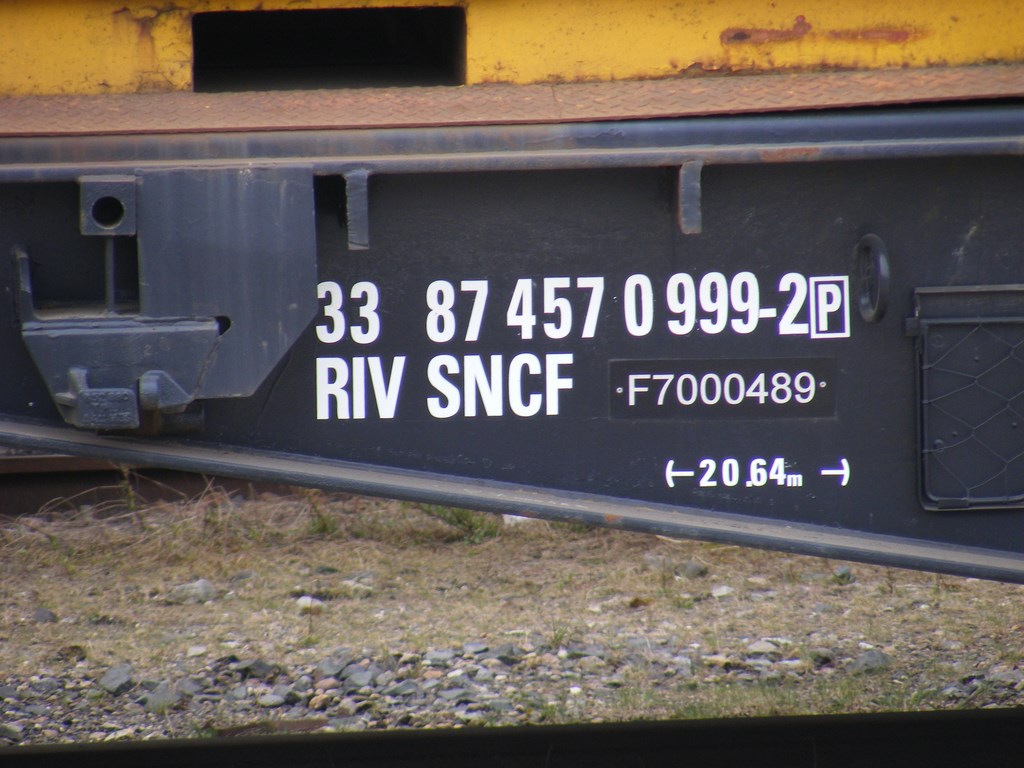 33 87 457 0 999-2 P
RIV SNCF
·F7000489·
(←20.64m→)